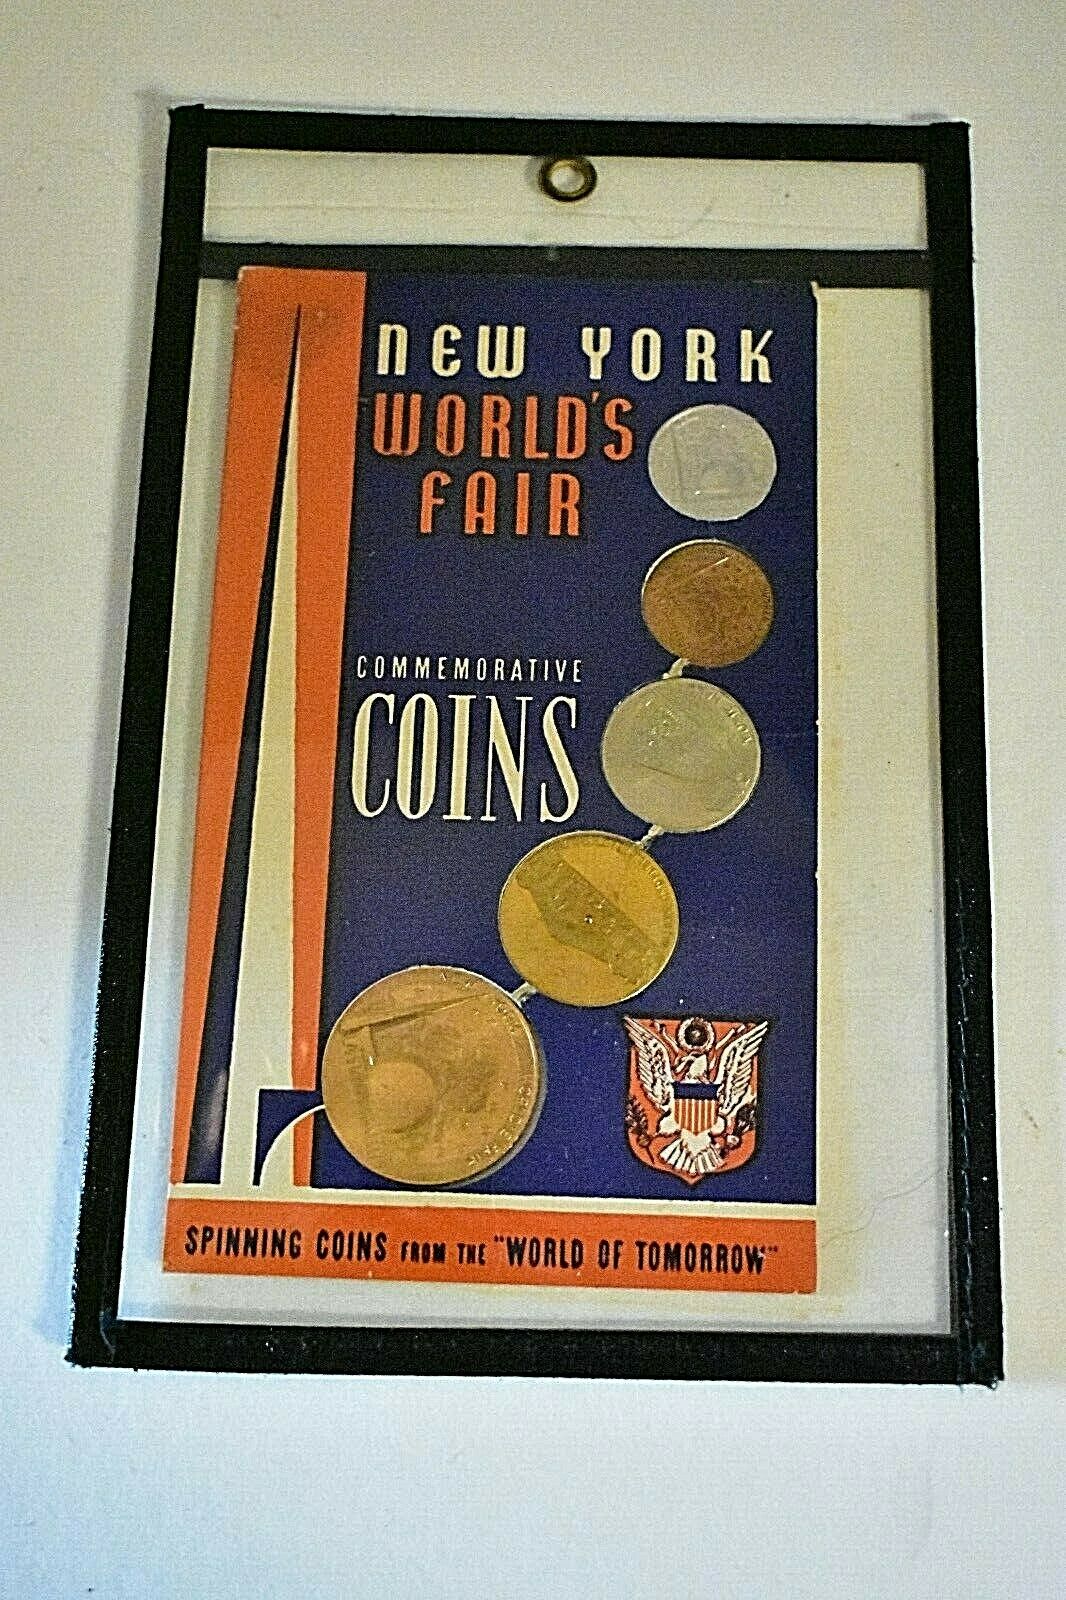 NEW YORK
WORLD'S
FAIR
COMMEMORATIVE
COINS
SPINNING COINS FROM THE "WORLD OF TOMORROW"